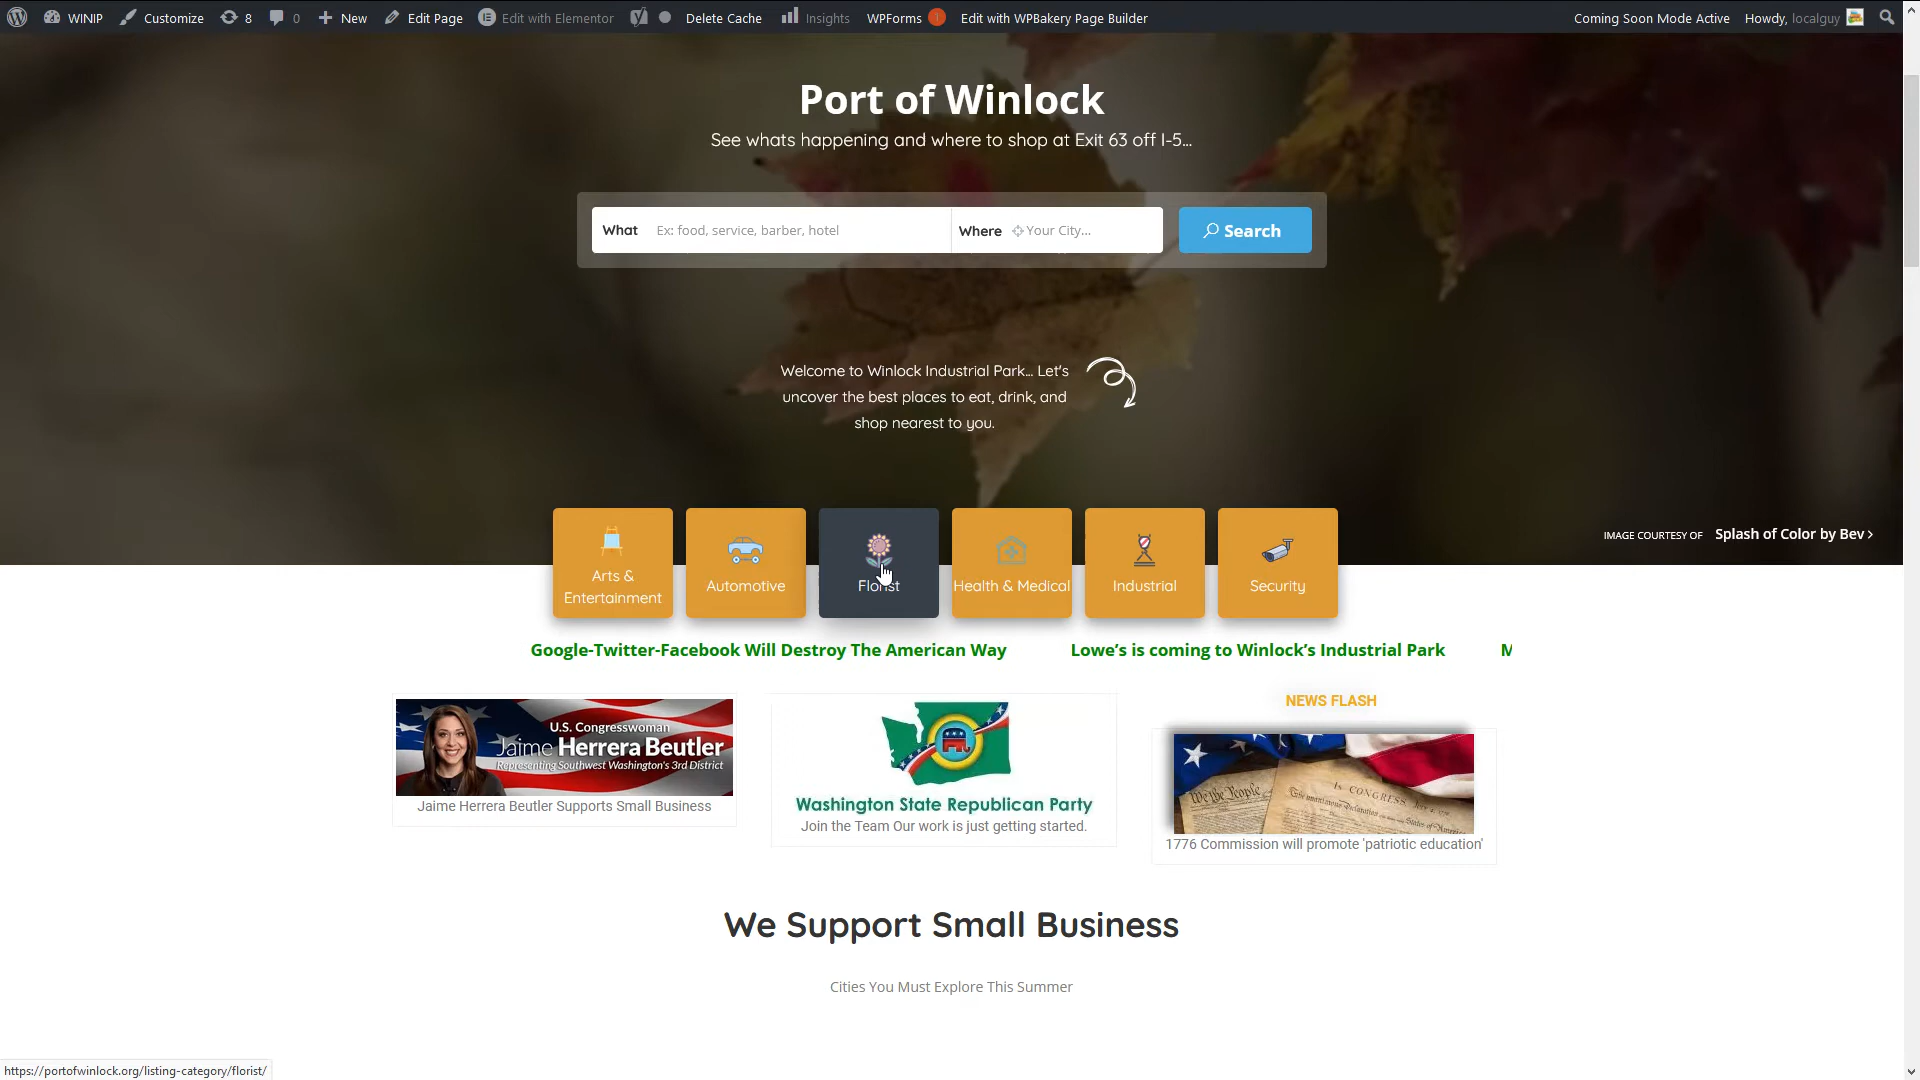 WINIP Customize 8 0 New Edit Page Edit with Elementor Delete Cache Insights WPForms Edit with WPBakery Page Builder Coming Soon Mode Active Howdy, localguy
Port of Winlock
See whats happening and where to shop at Exit 63 off I-5...
What Ex: food, service, barber, hotel Where Your City... Search
Welcome to Winlock Industrial Park... Let's
uncover the best places to eat, drink, and
shop nearest to you.
IMAGE COURTESY OF Splash of Color by Bev >
Arts &
Entertainment
Automotive
Florist
Health & Medical
Industrial
Security
Google-Twitter-Facebook Will Destroy The American Way Lowe’s is coming to Winlock’s Industrial Park M
U.S. Congresswoman
Jaime Herrera Beutler
Representing Southwest Washington's 3rd District
Jaime Herrera Beutler Supports Small Business
Washington State Republican Party
Join the Team Our work is just getting started.
NEWS FLASH
We the People
In CONGRESS,
1776 Commission will promote 'patriotic education'
We Support Small Business
Cities You Must Explore This Summer
https://portofwinlock.org/listing-category/florist/